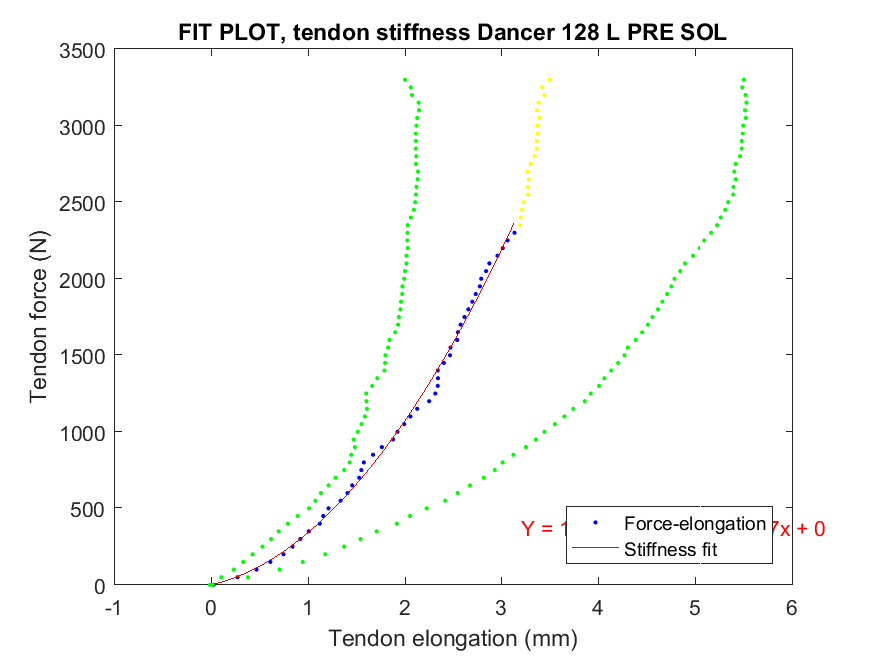 FIT PLOT, tendon stiffness Dancer 128 L PRE SOL
3500
3000
2500
2000
1500
1000
500
0
Tendon force (N)
-1 0 1 2 3 4 5 6
Tendon elongation (mm)
Y = 7x + 0
Force-elongation
Stiffness fit